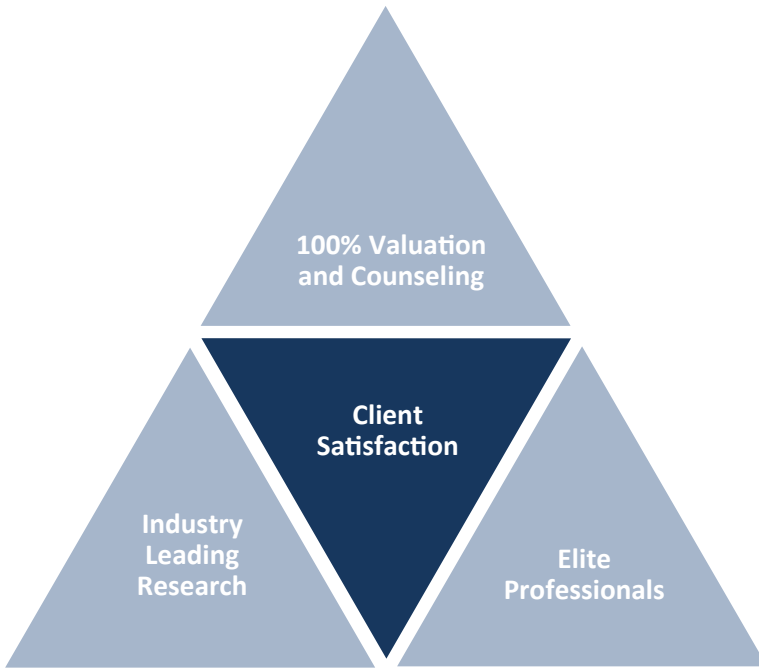 100% Valuation
and Counseling
Client
Satisfaction
Industry
Leading
Research
Elite
Professionals